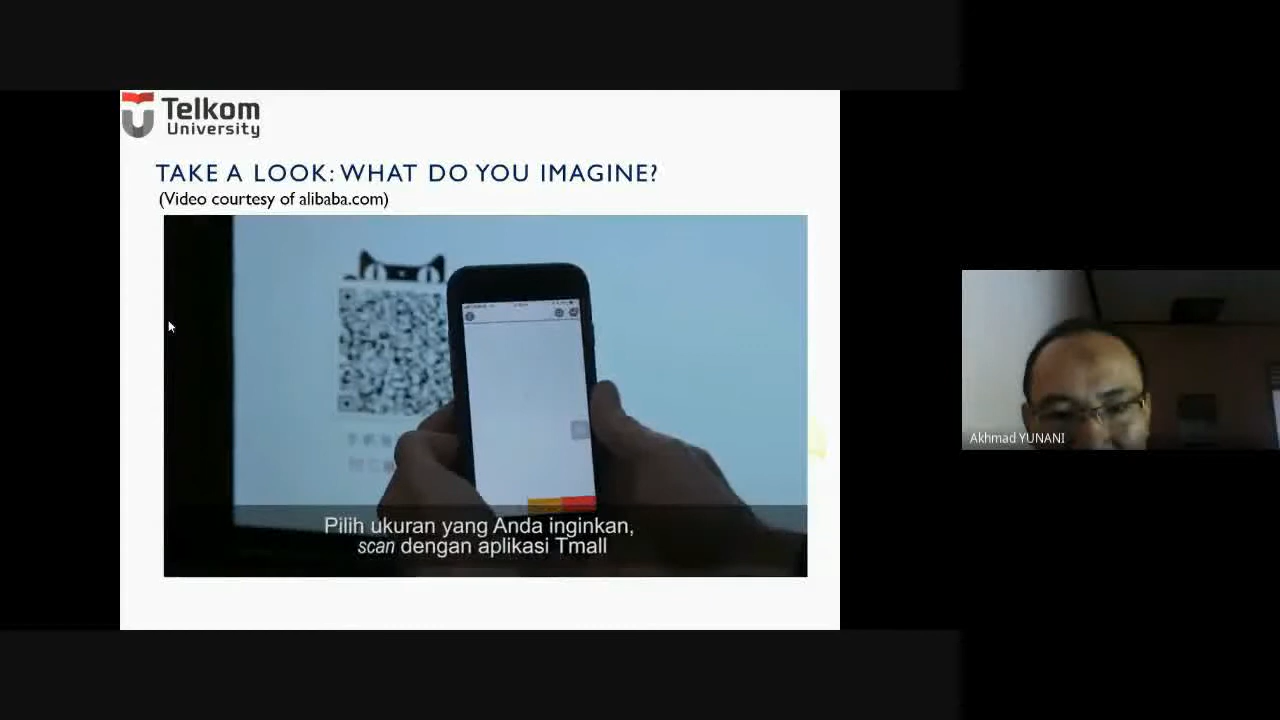 Telkom
University
TAKE A LOOK: WHAT DO YOU IMAGINE?
(Video courtesy of alibaba.com)
Pilih ukuran yang Anda inginkan,
scan dengan aplikasi Tmall
Akhmad YUNANI